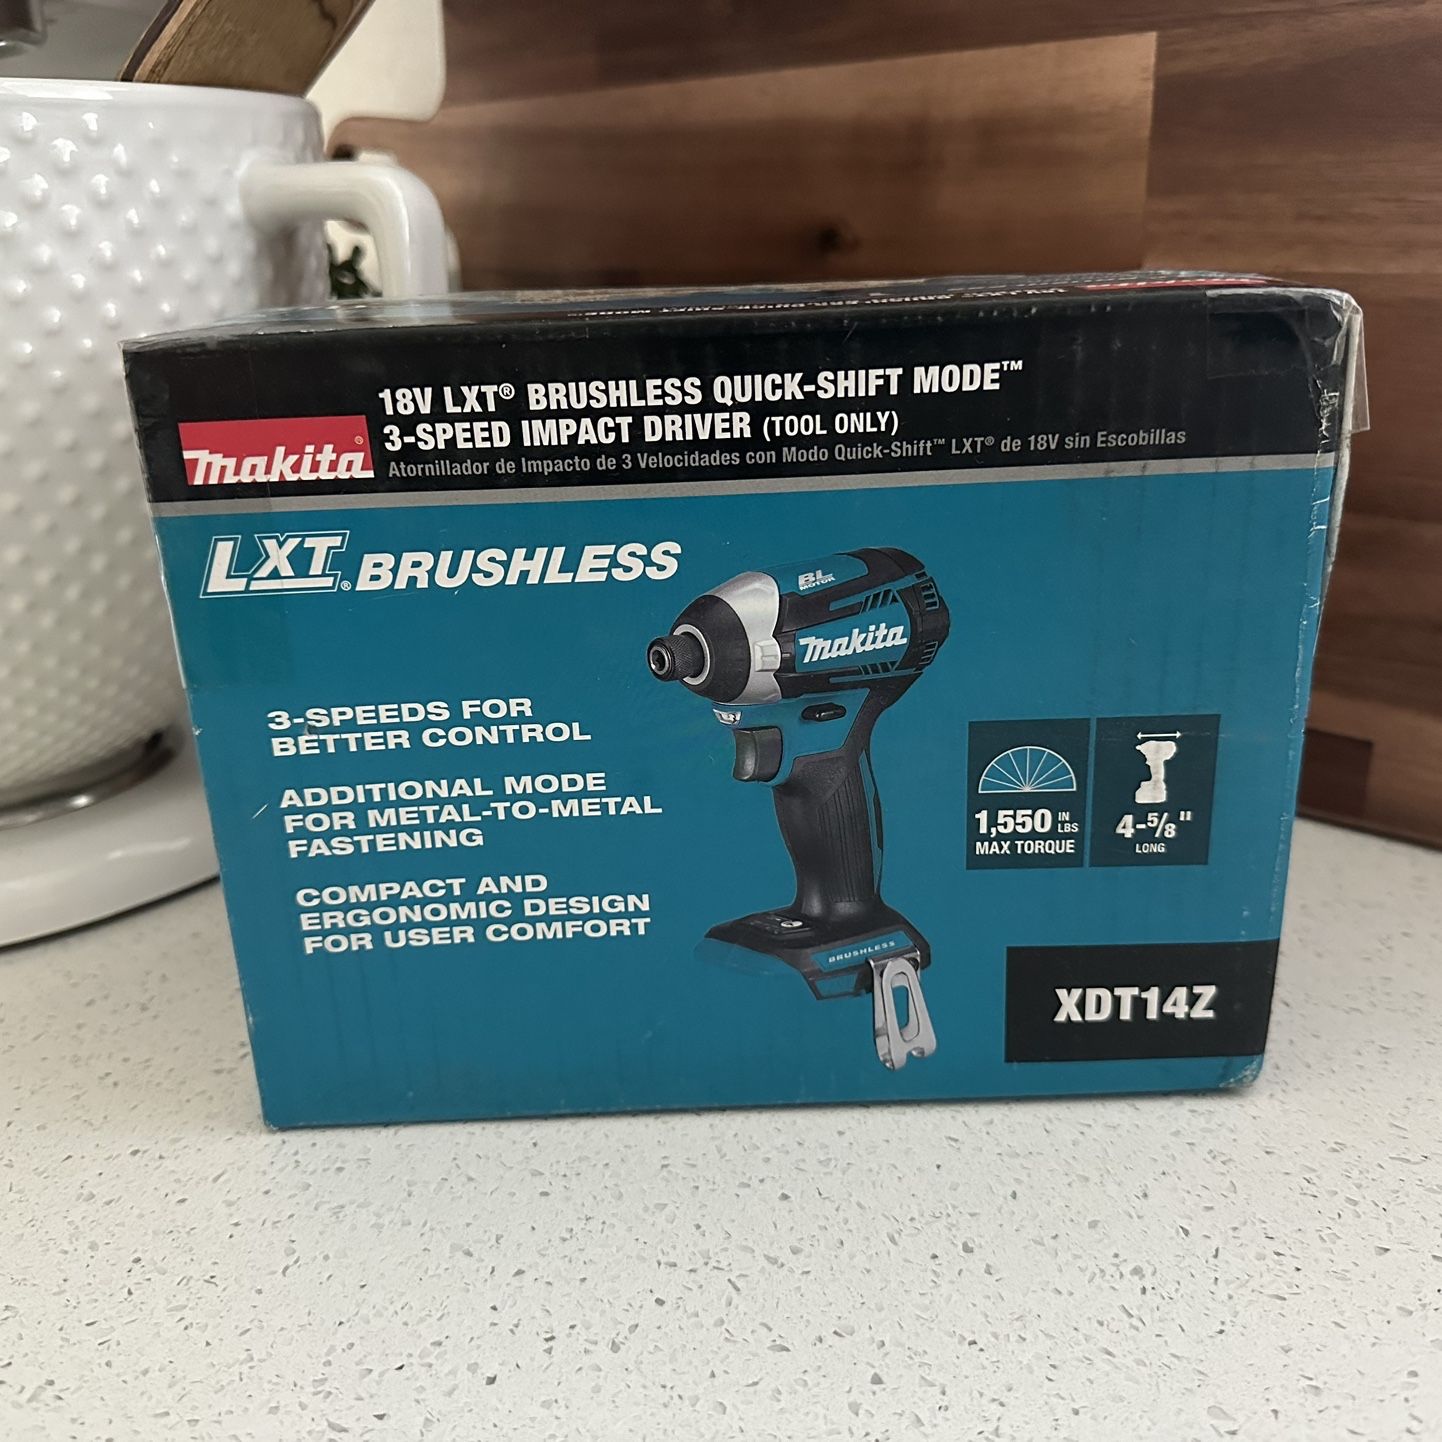 18V LXT® BRUSHLESS QUICK-SHIFT MODE™
3-SPEED IMPACT DRIVER (TOOL ONLY)
Atornillador de Impacto de 3 Velocidades con Modo Quick-Shift™ LXT® de 18V sin Escobillas
makita®
LXT® BRUSHLESS
BL
MOTOR
makita
3-SPEEDS FOR
BETTER CONTROL
ADDITIONAL MODE
FOR METAL-TO-METAL
FASTENING
COMPACT AND
ERGONOMIC DESIGN
FOR USER COMFORT
BRUSHLESS
1,550 IN
LBS
MAX TORQUE
4-5/8"
LONG
XDT14Z